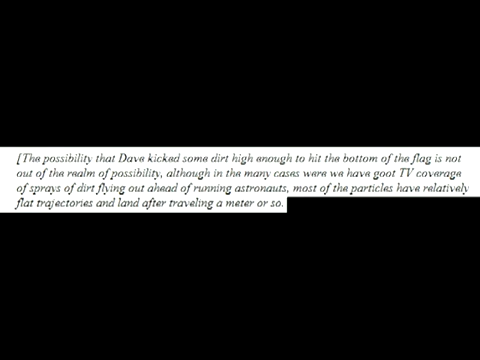 [The possibility that Dave kicked some dirt high enough to hit the bottom of the flag is not
out of the realm of possibility, although in the many cases were we have goot TV coverage
of sprays of dirt flying out ahead of running astronauts, most of the particles have relatively
flat trajectories and land after traveling a meter or so.